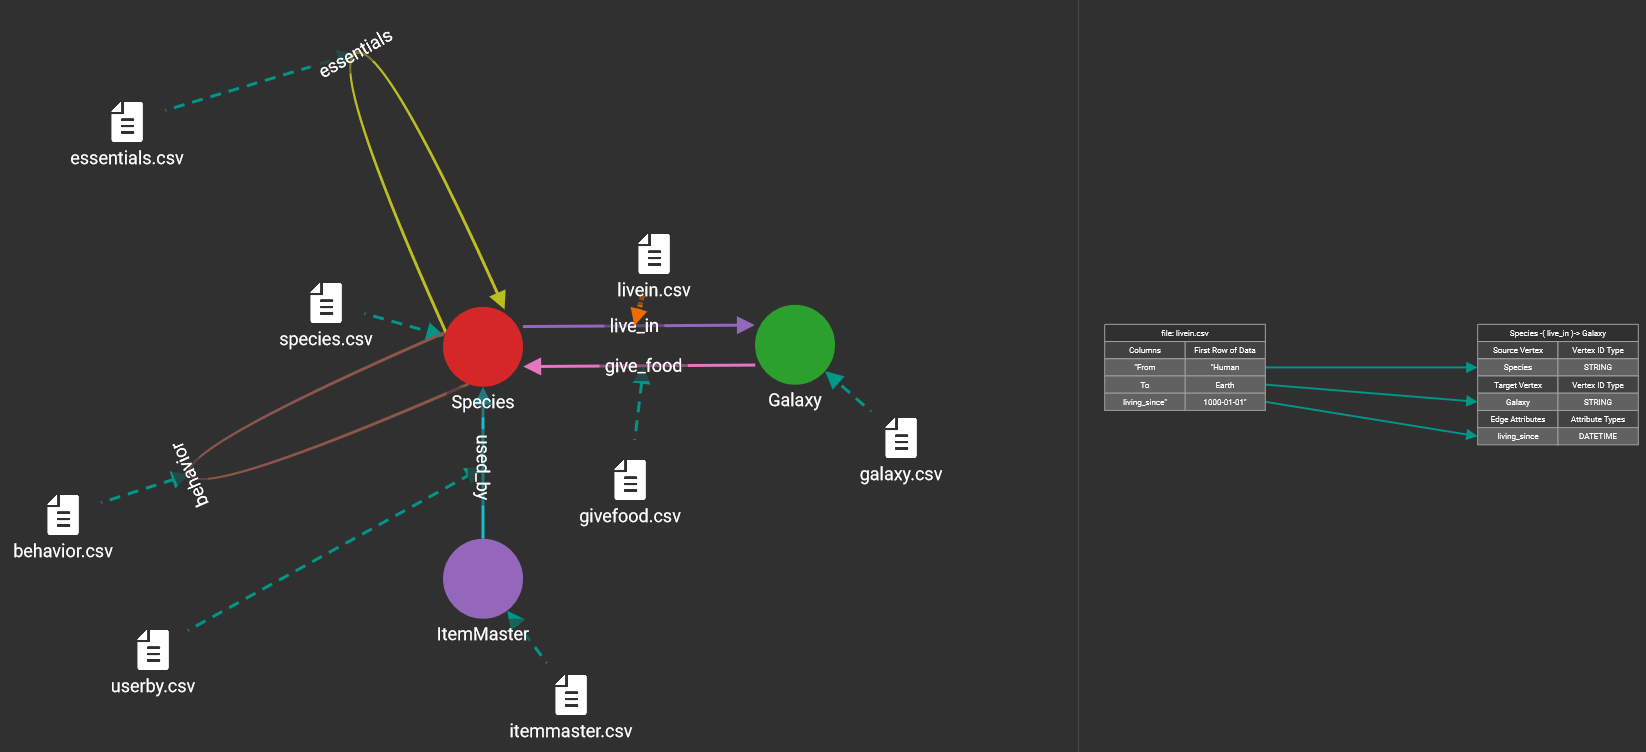 essentials
essentials.csv
livein.csv
species.csv
live_in
give_food
Species
Galaxy
behavior
used_by
galaxy.csv
givefood.csv
behavior.csv
ItemMaster
userby.csv
itemmaster.csv
file: livein.csv
Columns First Row of Data
"From "Human
To Earth
living_since" 1000-01-01"
Species -( live_in )-> Galaxy
Source Vertex Vertex ID Type
Species STRING
Target Vertex Vertex ID Type
Galaxy STRING
Edge Attributes Attribute Types
living_since DATETIME